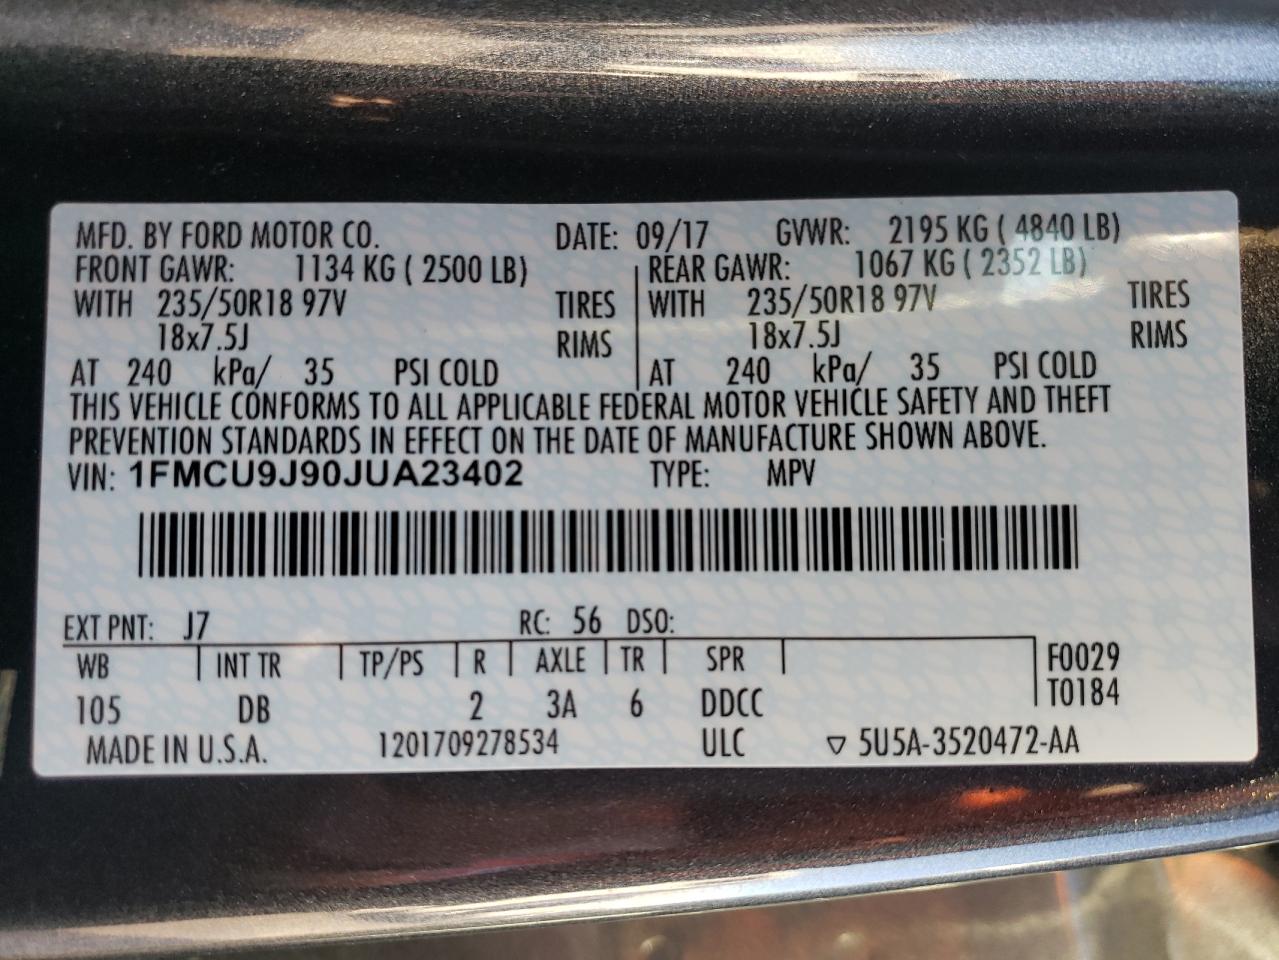 MFD. BY FORD MOTOR CO. DATE: 09/17 GVWR: 2195 KG ( 4840 LB)
FRONT GAWR: 1134 KG ( 2500 LB) REAR GAWR: 1067 KG ( 2352 LB)
WITH 235/50R18 97V TIRES WITH 235/50R18 97V TIRES
18x7.5J RIMS 18x7.5J RIMS
AT 240 kPa/ 35 PSI COLD AT 240 kPa/ 35 PSI COLD
THIS VEHICLE CONFORMS TO ALL APPLICABLE FEDERAL MOTOR VEHICLE SAFETY AND THEFT
PREVENTION STANDARDS IN EFFECT ON THE DATE OF MANUFACTURE SHOWN ABOVE.
VIN: 1FMCU9J90JUA23402 TYPE: MPV
EXT PNT: J7 RC: 56 DSO:
WB INT TR TP/PS R AXLE TR SPR F0029
105 DB 2 3A 6 DDCC T0184
MADE IN U.S.A. 1201709278534 ULC ▽ 5U5A-3520472-AA